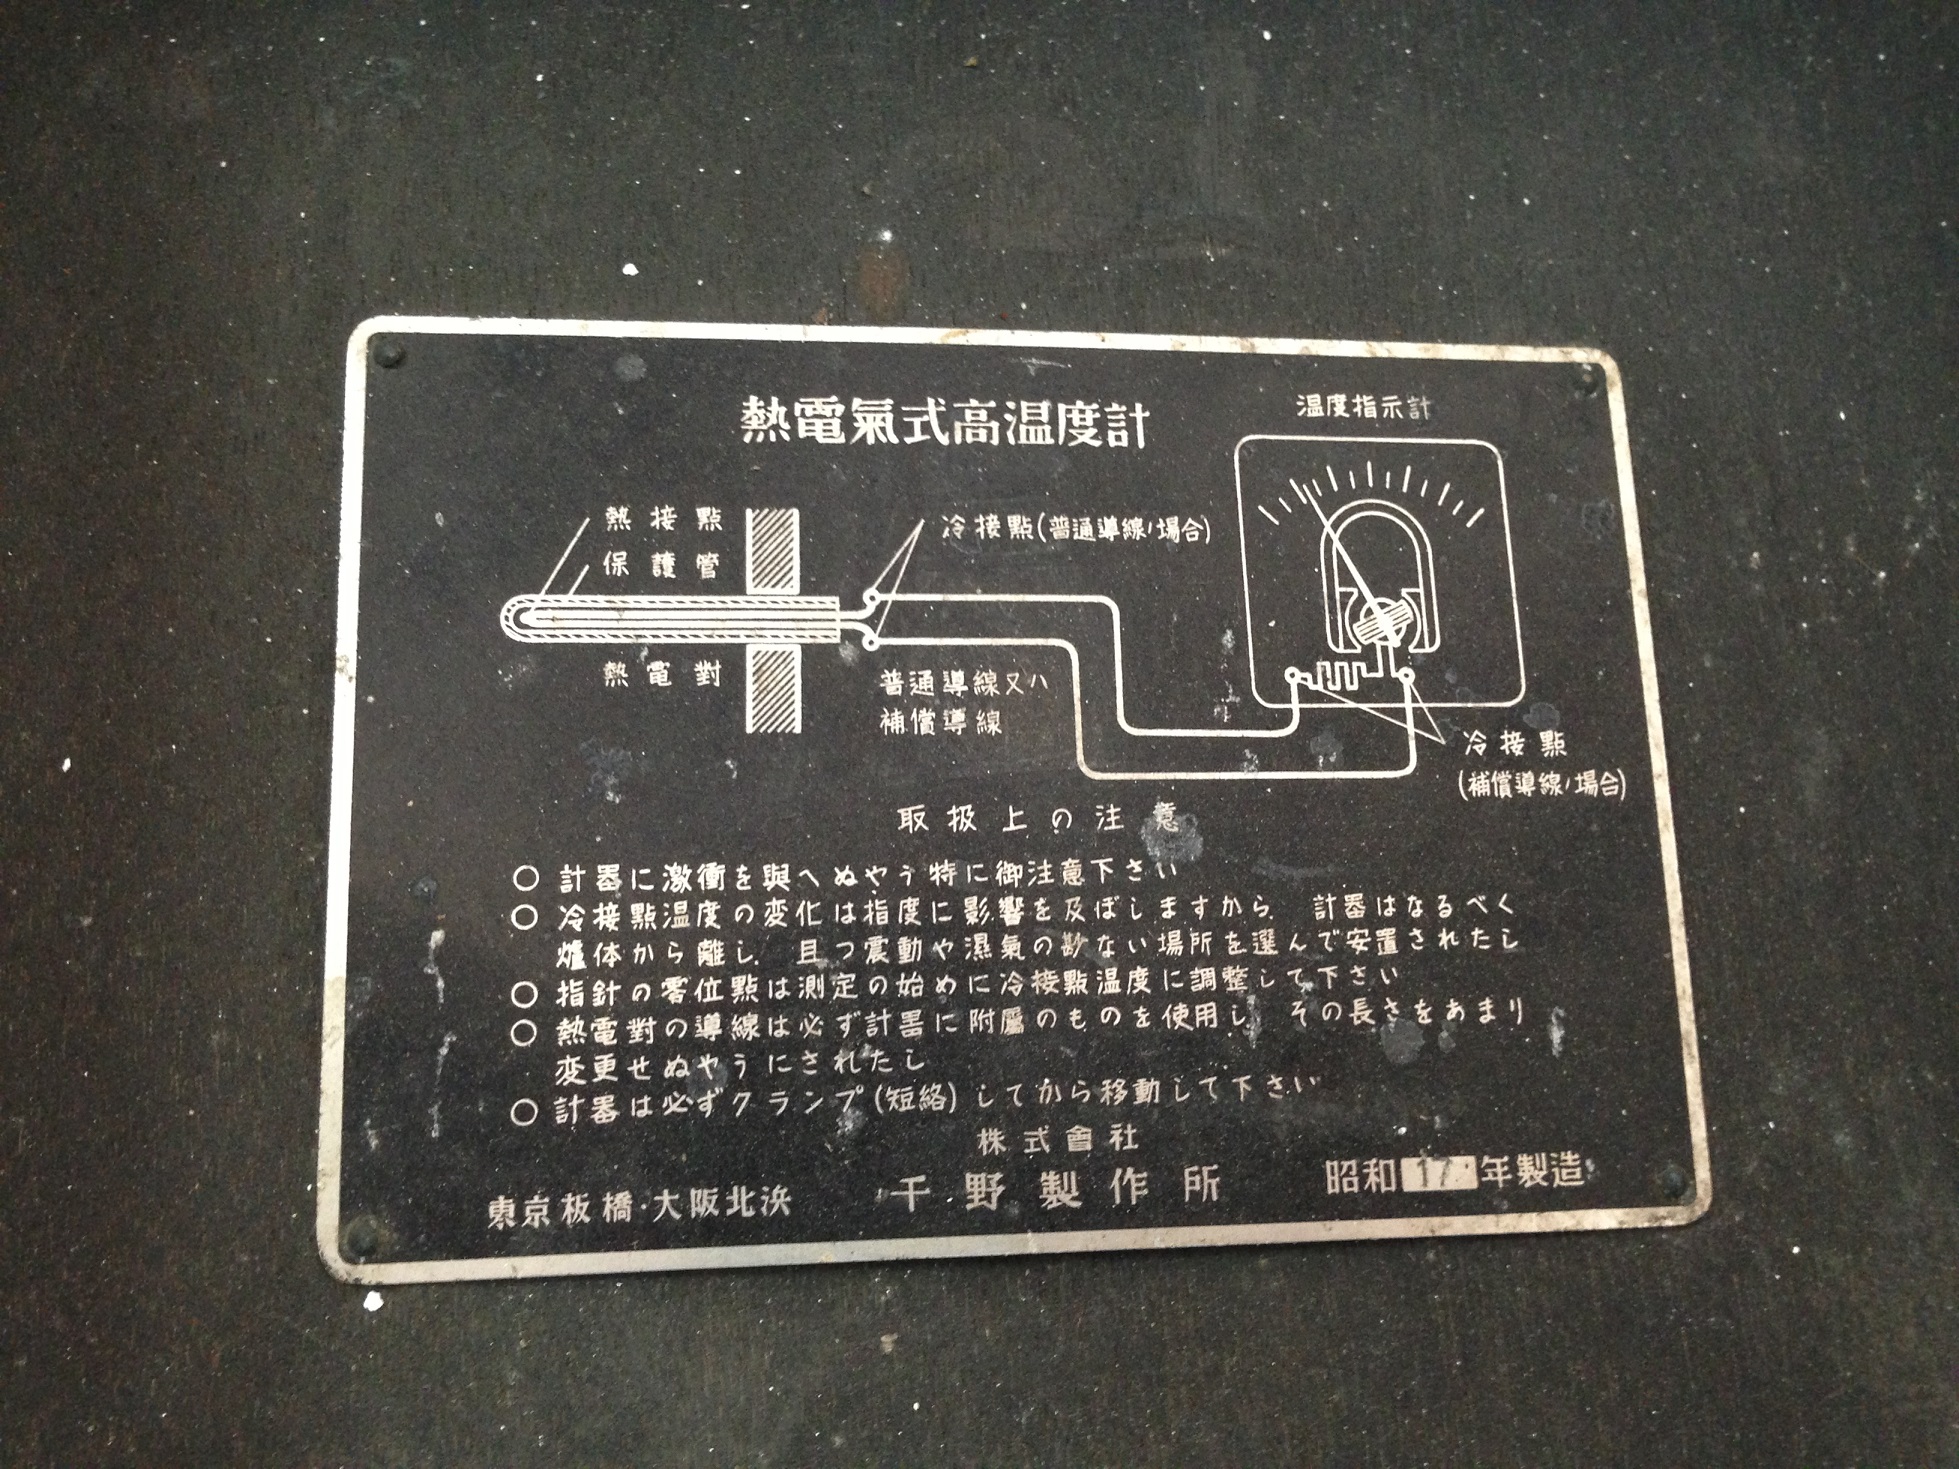 熱電氣式高温度計
温度指示計
熱接點
保護管
冷接點(普通導線ノ場合)
熱電對
普通導線又ハ
補償導線
冷接點
(補償導線ノ場合)
取扱上の注意
○ 計器に激衝を與へぬやう特に御注意下さい
○ 冷接點温度の変化は指度に影響を及ぼしますから 計器はなるべく
爐体から離し 且つ震動や濕氣の尠ない場所を選んで安置されたし
○ 指針の零位點は測定の始めに冷接點温度に調整して下さい
○ 熱電對の導線は必ず計器に附屬のものを使用し その長さをあまり
変更せぬやうにされたし
○ 計器は必ずクランプ(短絡)してから移動して下さい
株式會社
千野製作所
東京板橋・大阪北浜
昭和17年製造